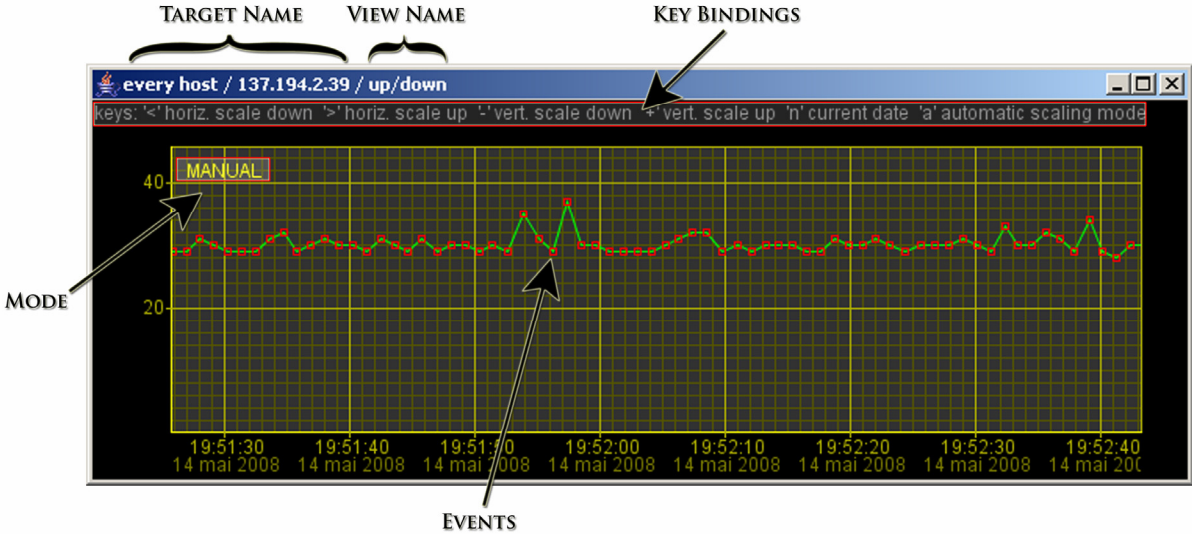 TARGET NAME VIEW NAME KEY BINDINGS
every host / 137.194.2.39 / up/down
keys: '<' horiz. scale down '>' horiz. scale up '-' vert. scale down '+' vert. scale up 'n' current date 'a' automatic scaling mode
MANUAL
40
MODE
20
19:51:30 19:51:40 19:51:50 19:52:00 19:52:10 19:52:20 19:52:30 19:52:40
14 mai 2008 14 mai 2008 14 mai 2008 14 mai 2008 14 mai 2008 14 mai 2008 14 mai 2008 14 mai 200
EVENTS